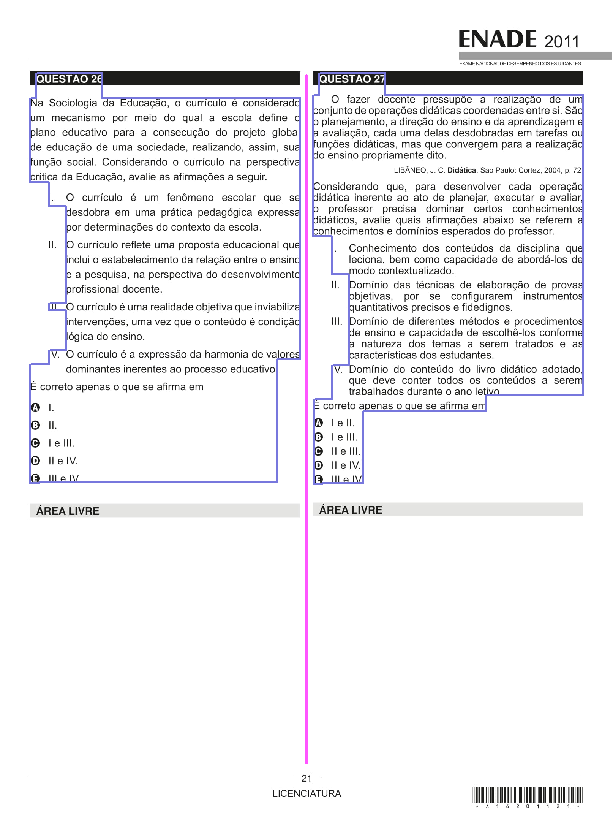 ENADE 2011
EXAME NACIONAL DE DESEMPENHO DOS ESTUDANTES
QUESTÃO 26
Na Sociologia da Educação, o currículo é considerado
um mecanismo por meio do qual a escola define o
plano educativo para a consecução do projeto global
de educação de uma sociedade, realizando, assim, sua
função social. Considerando o currículo na perspectiva
crítica da Educação, avalie as afirmações a seguir.
I. O currículo é um fenômeno escolar que se
desdobra em uma prática pedagógica expressa
por determinações do contexto da escola.
II. O currículo reflete uma proposta educacional que
inclui o estabelecimento da relação entre o ensino
e a pesquisa, na perspectiva do desenvolvimento
profissional docente.
III. O currículo é uma realidade objetiva que inviabiliza
intervenções, uma vez que o conteúdo é condição
lógica do ensino.
IV. O currículo é a expressão da harmonia de valores
dominantes inerentes ao processo educativo.
É correto apenas o que se afirma em
A I.
B II.
C I e III.
D II e IV.
E III e IV.
ÁREA LIVRE
QUESTÃO 27
O fazer docente pressupõe a realização de um
conjunto de operações didáticas coordenadas entre si. São
o planejamento, a direção do ensino e da aprendizagem e
a avaliação, cada uma delas desdobradas em tarefas ou
funções didáticas, mas que convergem para a realização
do ensino propriamente dito.
LIBÂNEO, J. C. Didática. São Paulo: Cortez, 2004, p. 72.
Considerando que, para desenvolver cada operação
didática inerente ao ato de planejar, executar e avaliar,
o professor precisa dominar certos conhecimentos
didáticos, avalie quais afirmações abaixo se referem a
conhecimentos e domínios esperados do professor.
I. Conhecimento dos conteúdos da disciplina que
leciona, bem como capacidade de abordá-los de
modo contextualizado.
II. Domínio das técnicas de elaboração de provas
objetivas, por se configurarem instrumentos
quantitativos precisos e fidedignos.
III. Domínio de diferentes métodos e procedimentos
de ensino e capacidade de escolhê-los conforme
a natureza dos temas a serem tratados e as
características dos estudantes.
IV. Domínio do conteúdo do livro didático adotado,
que deve conter todos os conteúdos a serem
trabalhados durante o ano letivo.
É correto apenas o que se afirma em
A I e II.
B I e III.
C II e III.
D II e IV.
E III e IV.
ÁREA LIVRE
21
LICENCIATURA